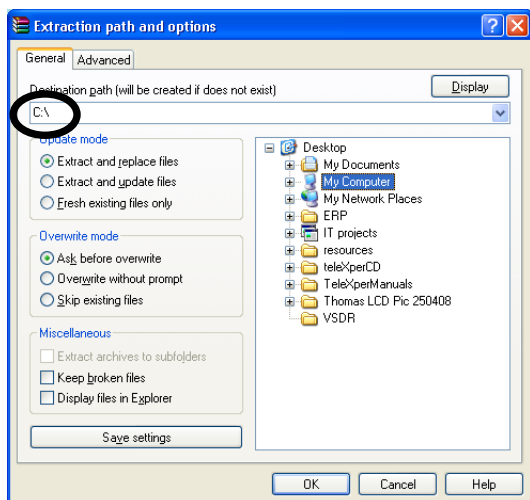 Extraction path and options
General Advanced
Destination path (will be created if does not exist)
Display
C:\
Update mode
Extract and replace files
Extract and update files
Fresh existing files only
Overwrite mode
Ask before overwrite
Overwrite without prompt
Skip existing files
Miscellaneous
Extract archives to subfolders
Keep broken files
Display files in Explorer
Save settings
Desktop
My Documents
My Computer
My Network Places
ERP
IT projects
resources
teleXperCD
TeleXperManuals
Thomas LCD Pic 250408
VSDR
OK Cancel Help